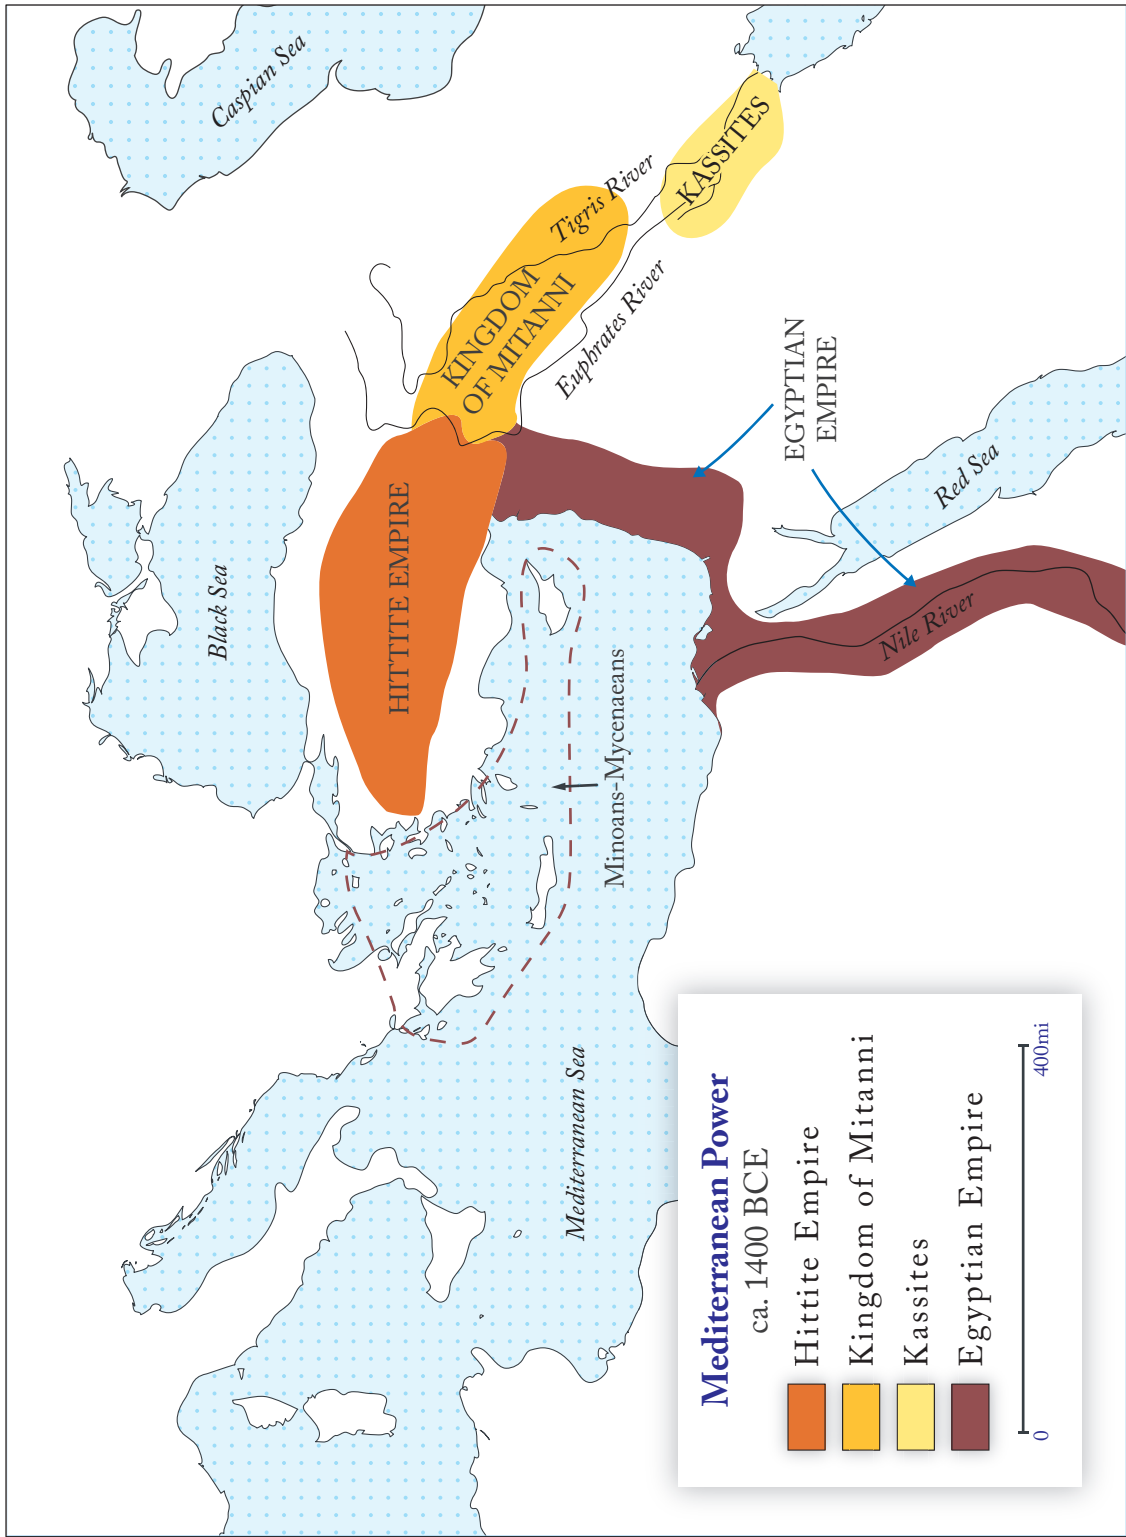 Caspian Sea
Black Sea
HITTITE EMPIRE
KINGDOM
OF MITANNI
Tigris River
Euphrates River
KASSITES
EGYPTIAN
EMPIRE
Red Sea
Nile River
Minoans-Mycenaeans
Mediterranean Sea
Mediterranean Power
ca. 1400 BCE
Hittite Empire
Kingdom of Mitanni
Kassites
Egyptian Empire
0 400mi